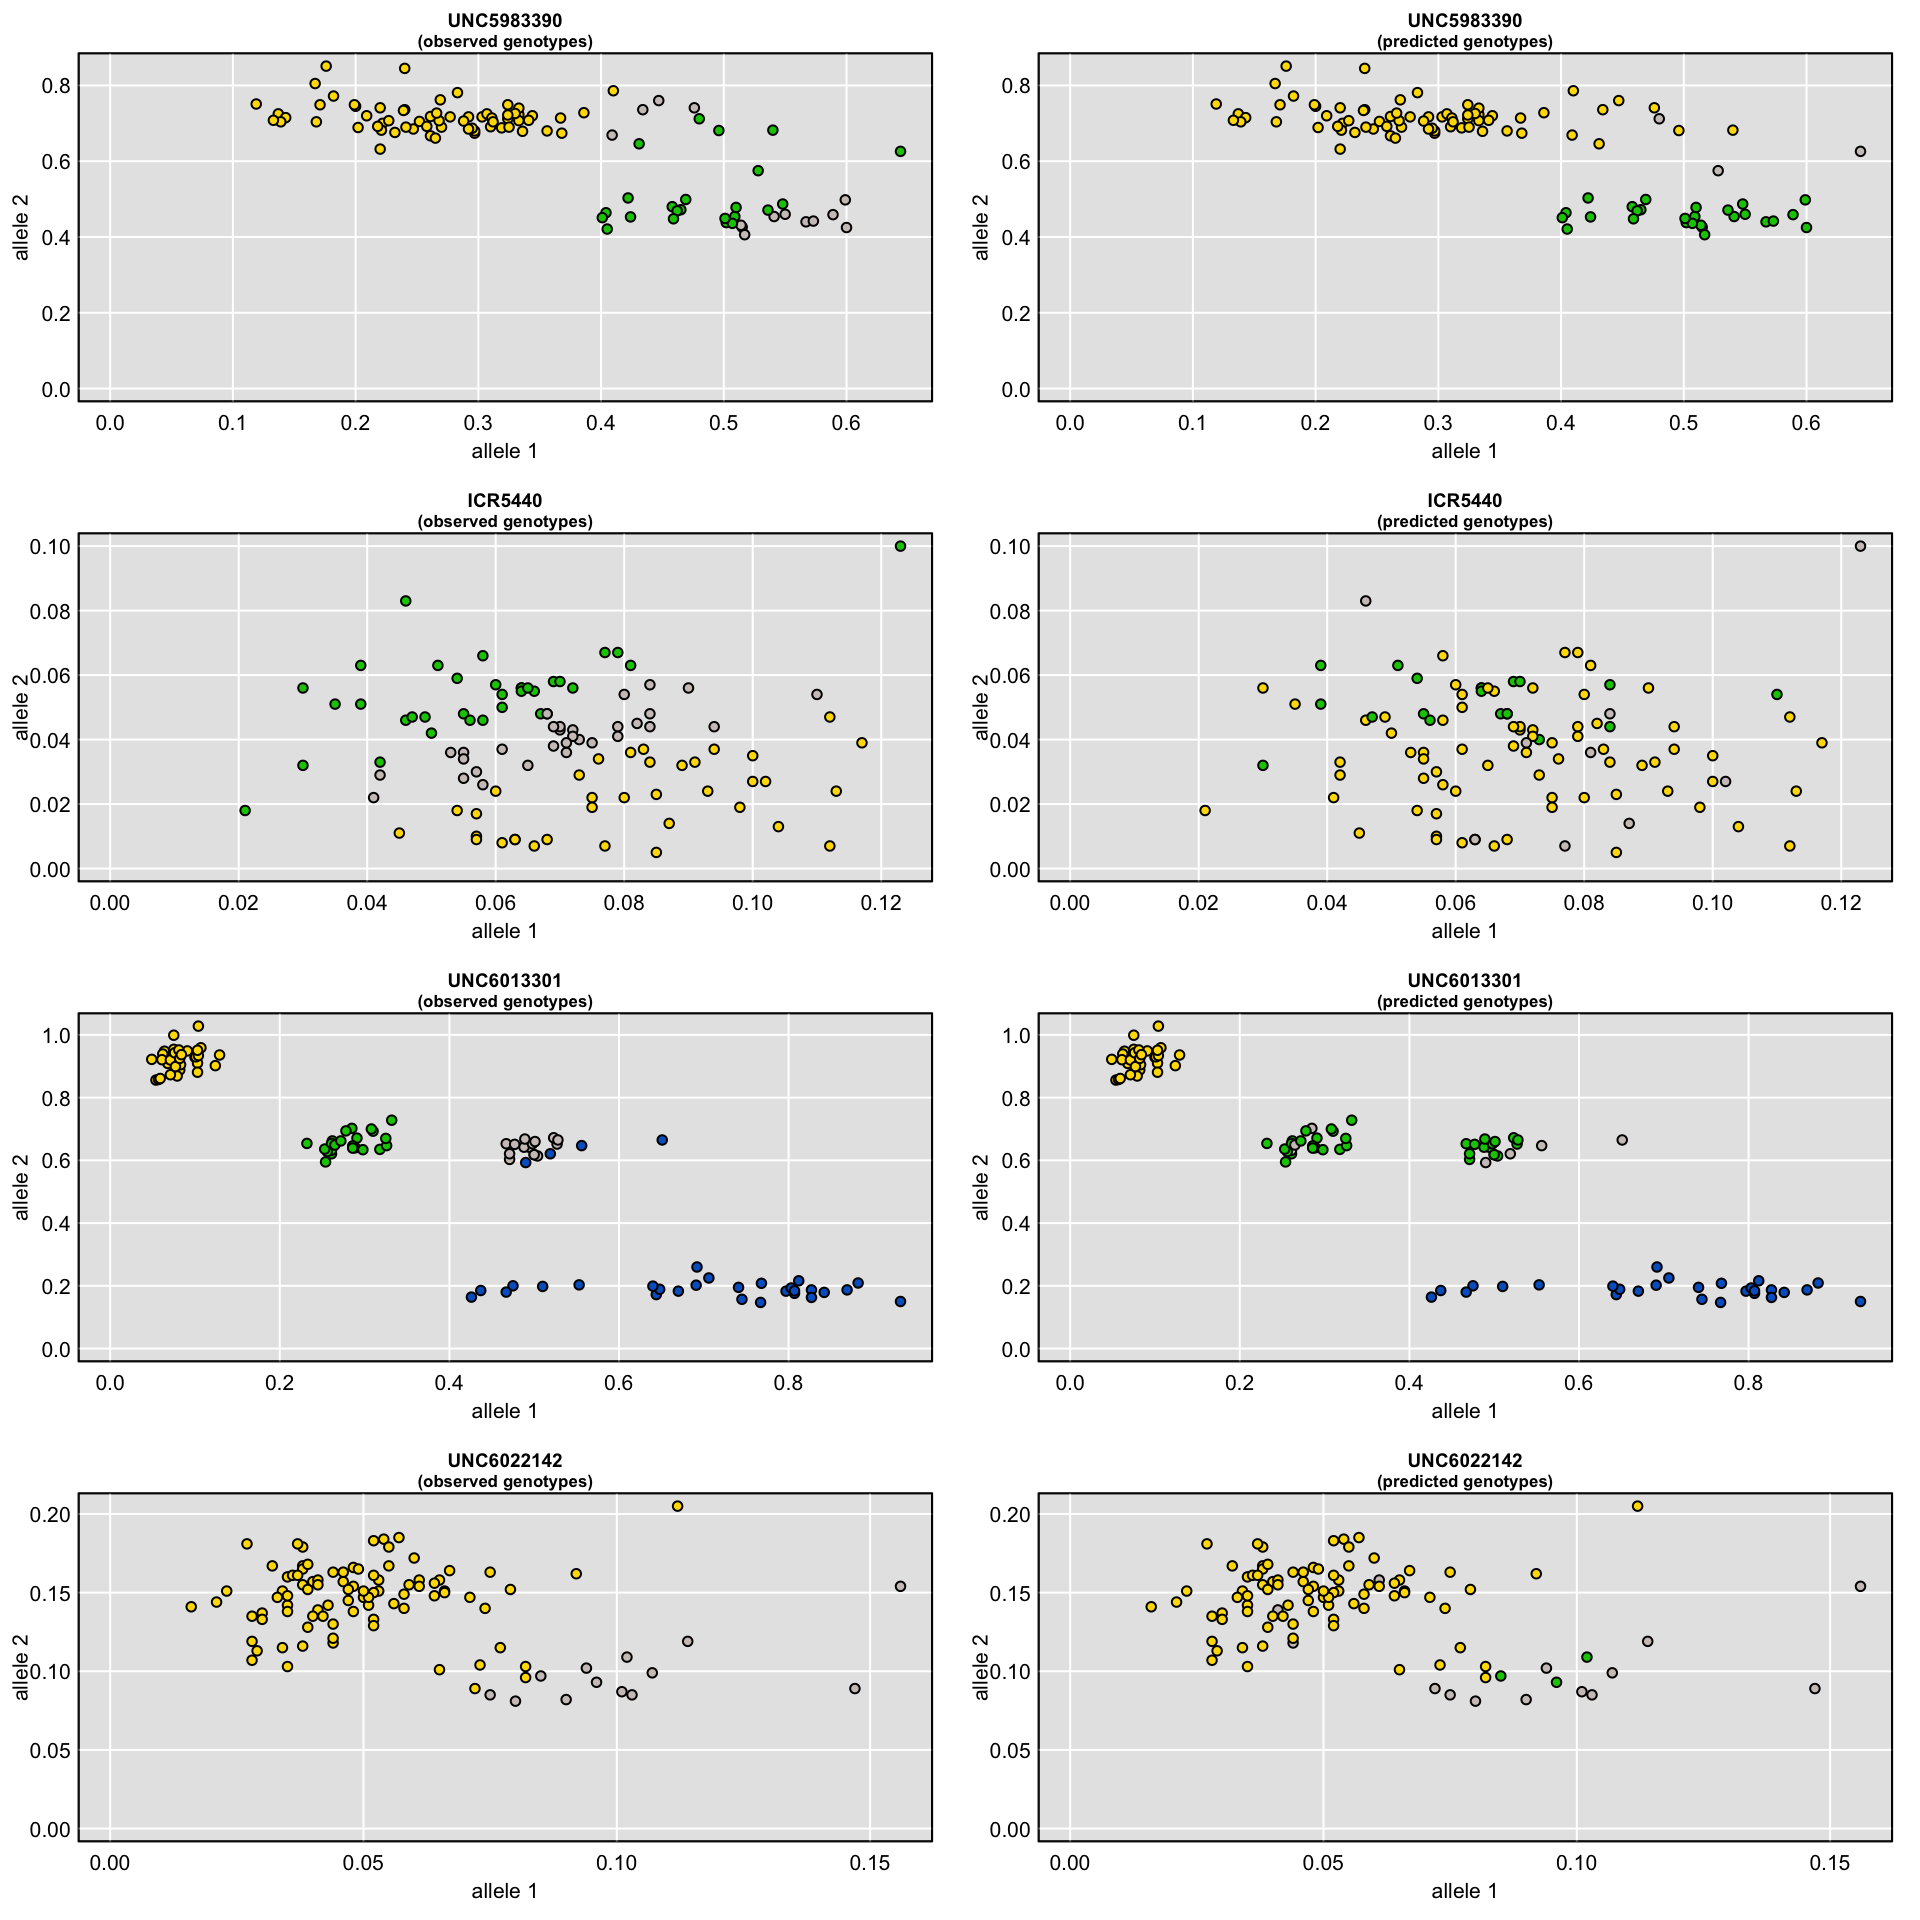 UNC5983390
(observed genotypes)
allele 2
0.8
0.6
0.4
0.2
0.0
0.0 0.1 0.2 0.3 0.4 0.5 0.6
allele 1
UNC5983390
(predicted genotypes)
allele 2
0.8
0.6
0.4
0.2
0.0
0.0 0.1 0.2 0.3 0.4 0.5 0.6
allele 1
ICR5440
(observed genotypes)
allele 2
0.10
0.08
0.06
0.04
0.02
0.00
0.00 0.02 0.04 0.06 0.08 0.10 0.12
allele 1
ICR5440
(predicted genotypes)
allele 2
0.10
0.08
0.06
0.04
0.02
0.00
0.00 0.02 0.04 0.06 0.08 0.10 0.12
allele 1
UNC6013301
(observed genotypes)
allele 2
1.0
0.8
0.6
0.4
0.2
0.0
0.0 0.2 0.4 0.6 0.8
allele 1
UNC6013301
(predicted genotypes)
allele 2
1.0
0.8
0.6
0.4
0.2
0.0
0.0 0.2 0.4 0.6 0.8
allele 1
UNC6022142
(observed genotypes)
allele 2
0.20
0.15
0.10
0.05
0.00
0.00 0.05 0.10 0.15
allele 1
UNC6022142
(predicted genotypes)
allele 2
0.20
0.15
0.10
0.05
0.00
0.00 0.05 0.10 0.15
allele 1